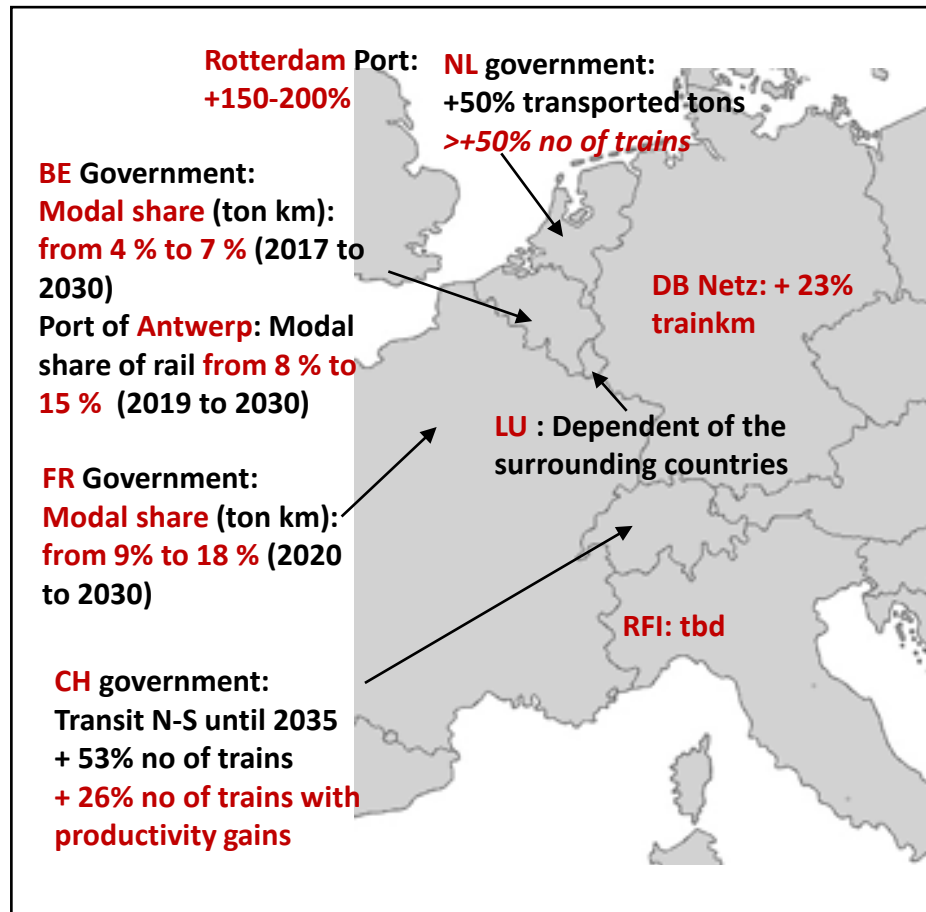 Rotterdam Port:
+150-200%
NL government:
+50% transported tons
>+50% no of trains
BE Government:
Modal share (ton km):
from 4 % to 7 % (2017 to
2030)
Port of Antwerp: Modal
share of rail from 8 % to
15 % (2019 to 2030)
DB Netz: + 23%
trainkm
LU : Dependent of the
surrounding countries
FR Government:
Modal share (ton km):
from 9% to 18 % (2020
to 2030)
RFI: tbd
CH government:
Transit N-S until 2035
+ 53% no of trains
+ 26% no of trains with
productivity gains